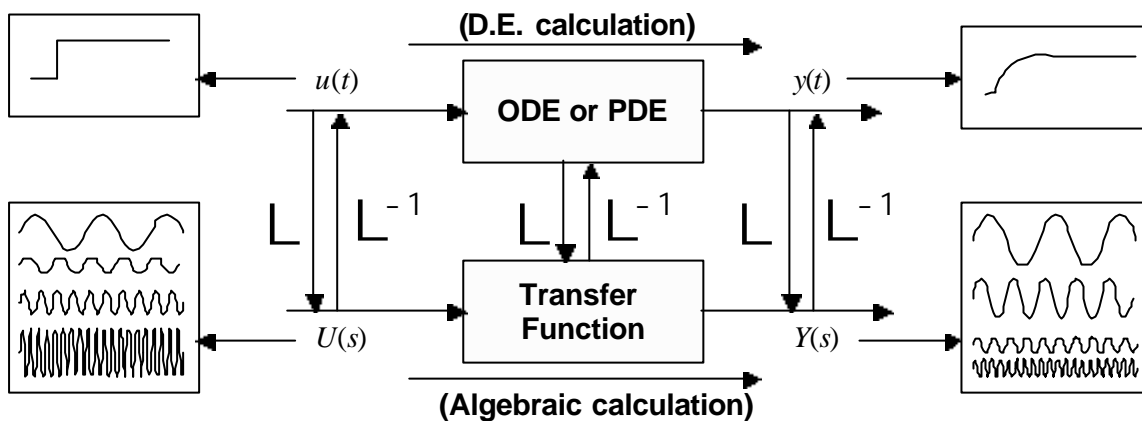 (D.E. calculation)
u(t)
ODE or PDE
y(t)
L
L⁻¹
L
L⁻¹
L
L⁻¹
Transfer
Function
U(s)
Y(s)
(Algebraic calculation)